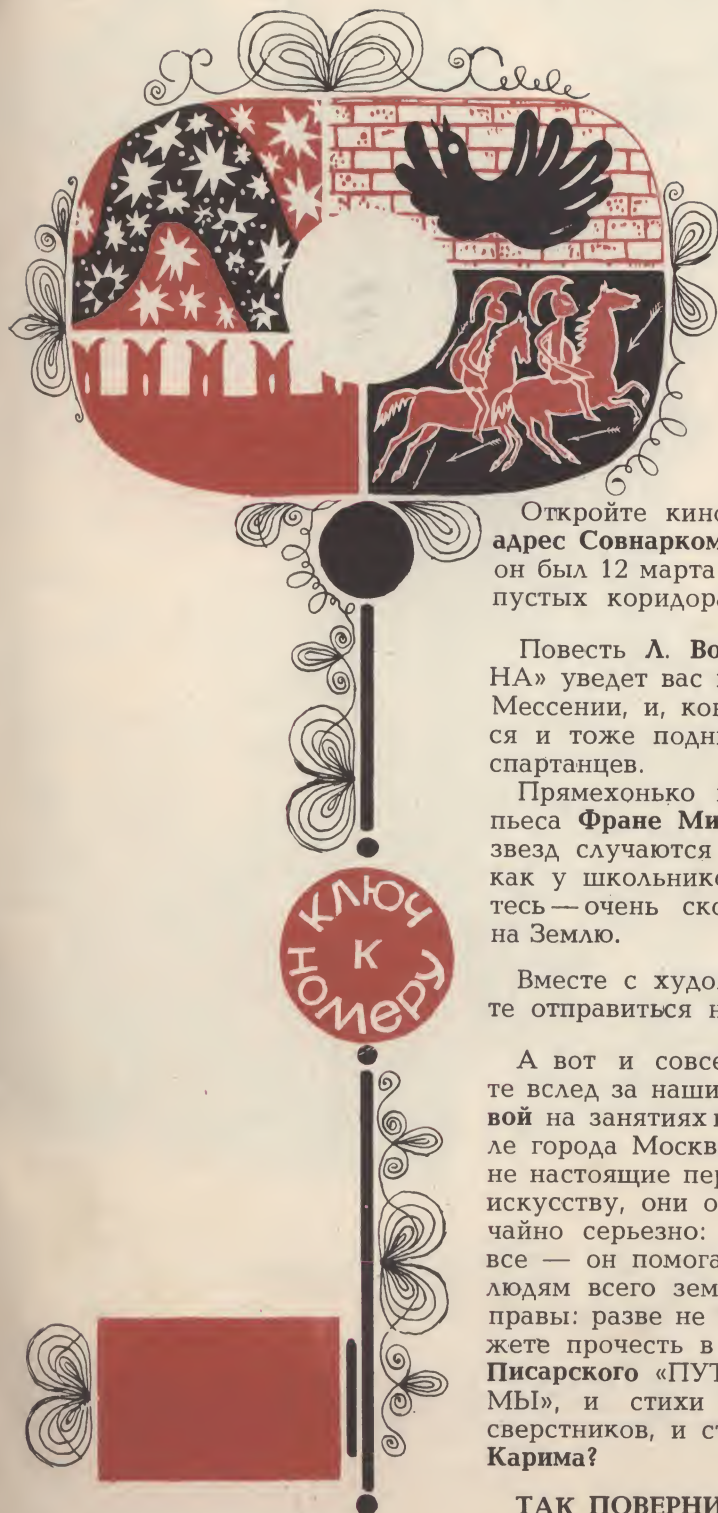 КЛЮЧ
К
НОМЕРУ
Откройте кино
адрес Совнарком
он был 12 марта
пустых коридора
Повесть Л. Во
НА» уведет вас
Мессении, и, кон
ся и тоже подн
спартанцев.
Прямехонько
пьеса Фране Ми
звезд случаются
как у школьнико
тесь — очень ско
на Землю.
Вместе с худо
те отправиться н
А вот и совсе
те вслед за наши
вой на занятиях
ле города Москв
не настоящие пер
искусству, они о
чайно серьезно:
все — он помога
людям всего зем
правы: разве не
жете прочесть в
Писарского «ПУТ
МЫ», и стихи
сверстников, и ст
Карима?
ТАК ПОВЕРНИ